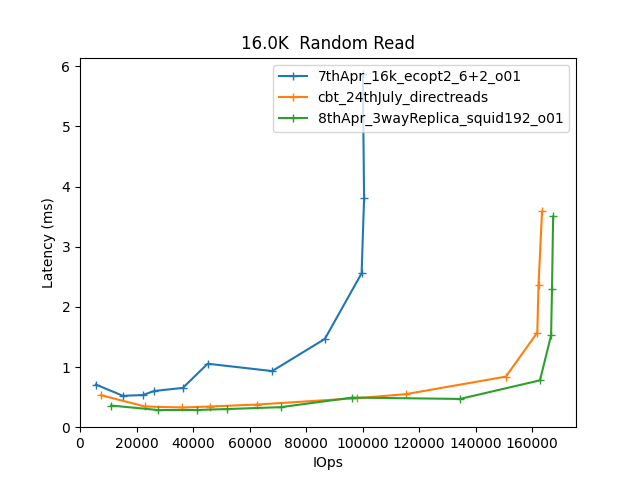 16.0K  Random Read
7thApr_16k_ecopt2_6+2_o01
cbt_24thJuly_directreads
8thApr_3wayReplica_squid192_o01
6
5
4
3
2
1
0
Latency (ms)
0 20000 40000 60000 80000 100000 120000 140000 160000
IOps